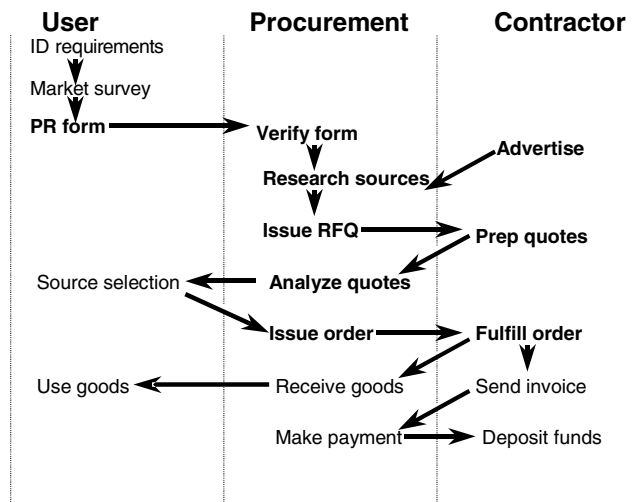 User Procurement Contractor
ID requirements
Market survey
PR form
Verify form
Advertise
Research sources
Issue RFQ
Prep quotes
Source selection Analyze quotes
Issue order Fulfill order
Use goods Receive goods Send invoice
Make payment Deposit funds